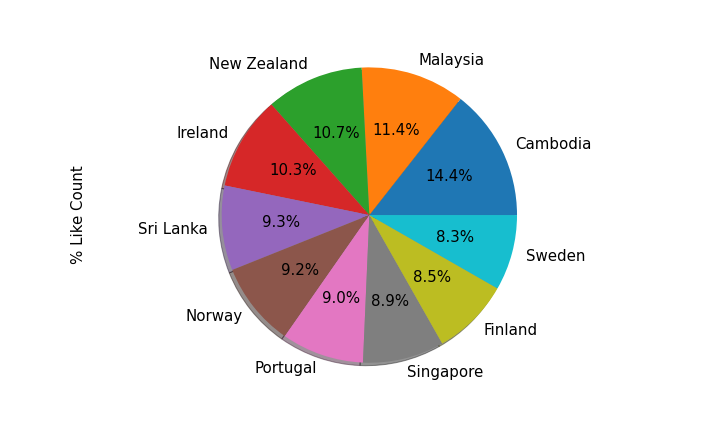 % Like Count
Cambodia
14.4%
Malaysia
11.4%
New Zealand
10.7%
Ireland
10.3%
Sri Lanka
9.3%
Norway
9.2%
Portugal
9.0%
Singapore
8.9%
Finland
8.5%
Sweden
8.3%